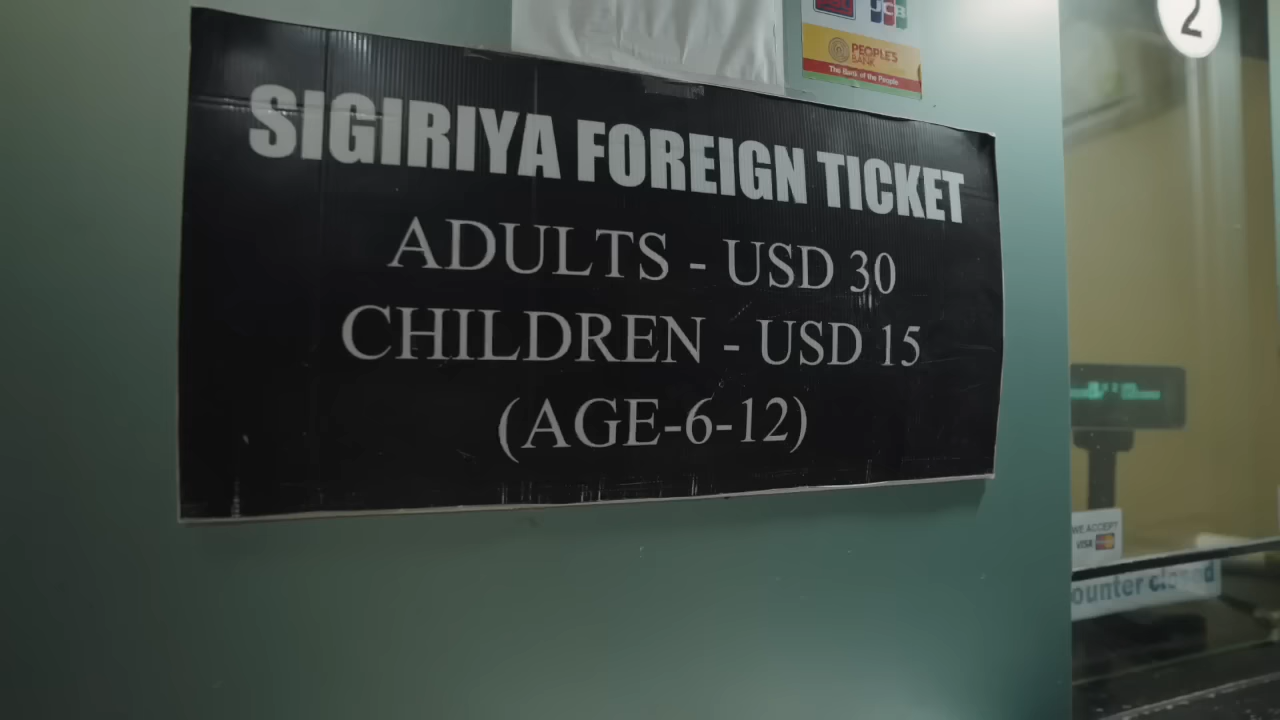 JCB
PEOPLE'S
BANK
The Bank of the People
2
SIGIRIYA FOREIGN TICKET
ADULTS - USD 30
CHILDREN - USD 15
(AGE-6-12)
WE ACCEPT
VISA
ounter closed